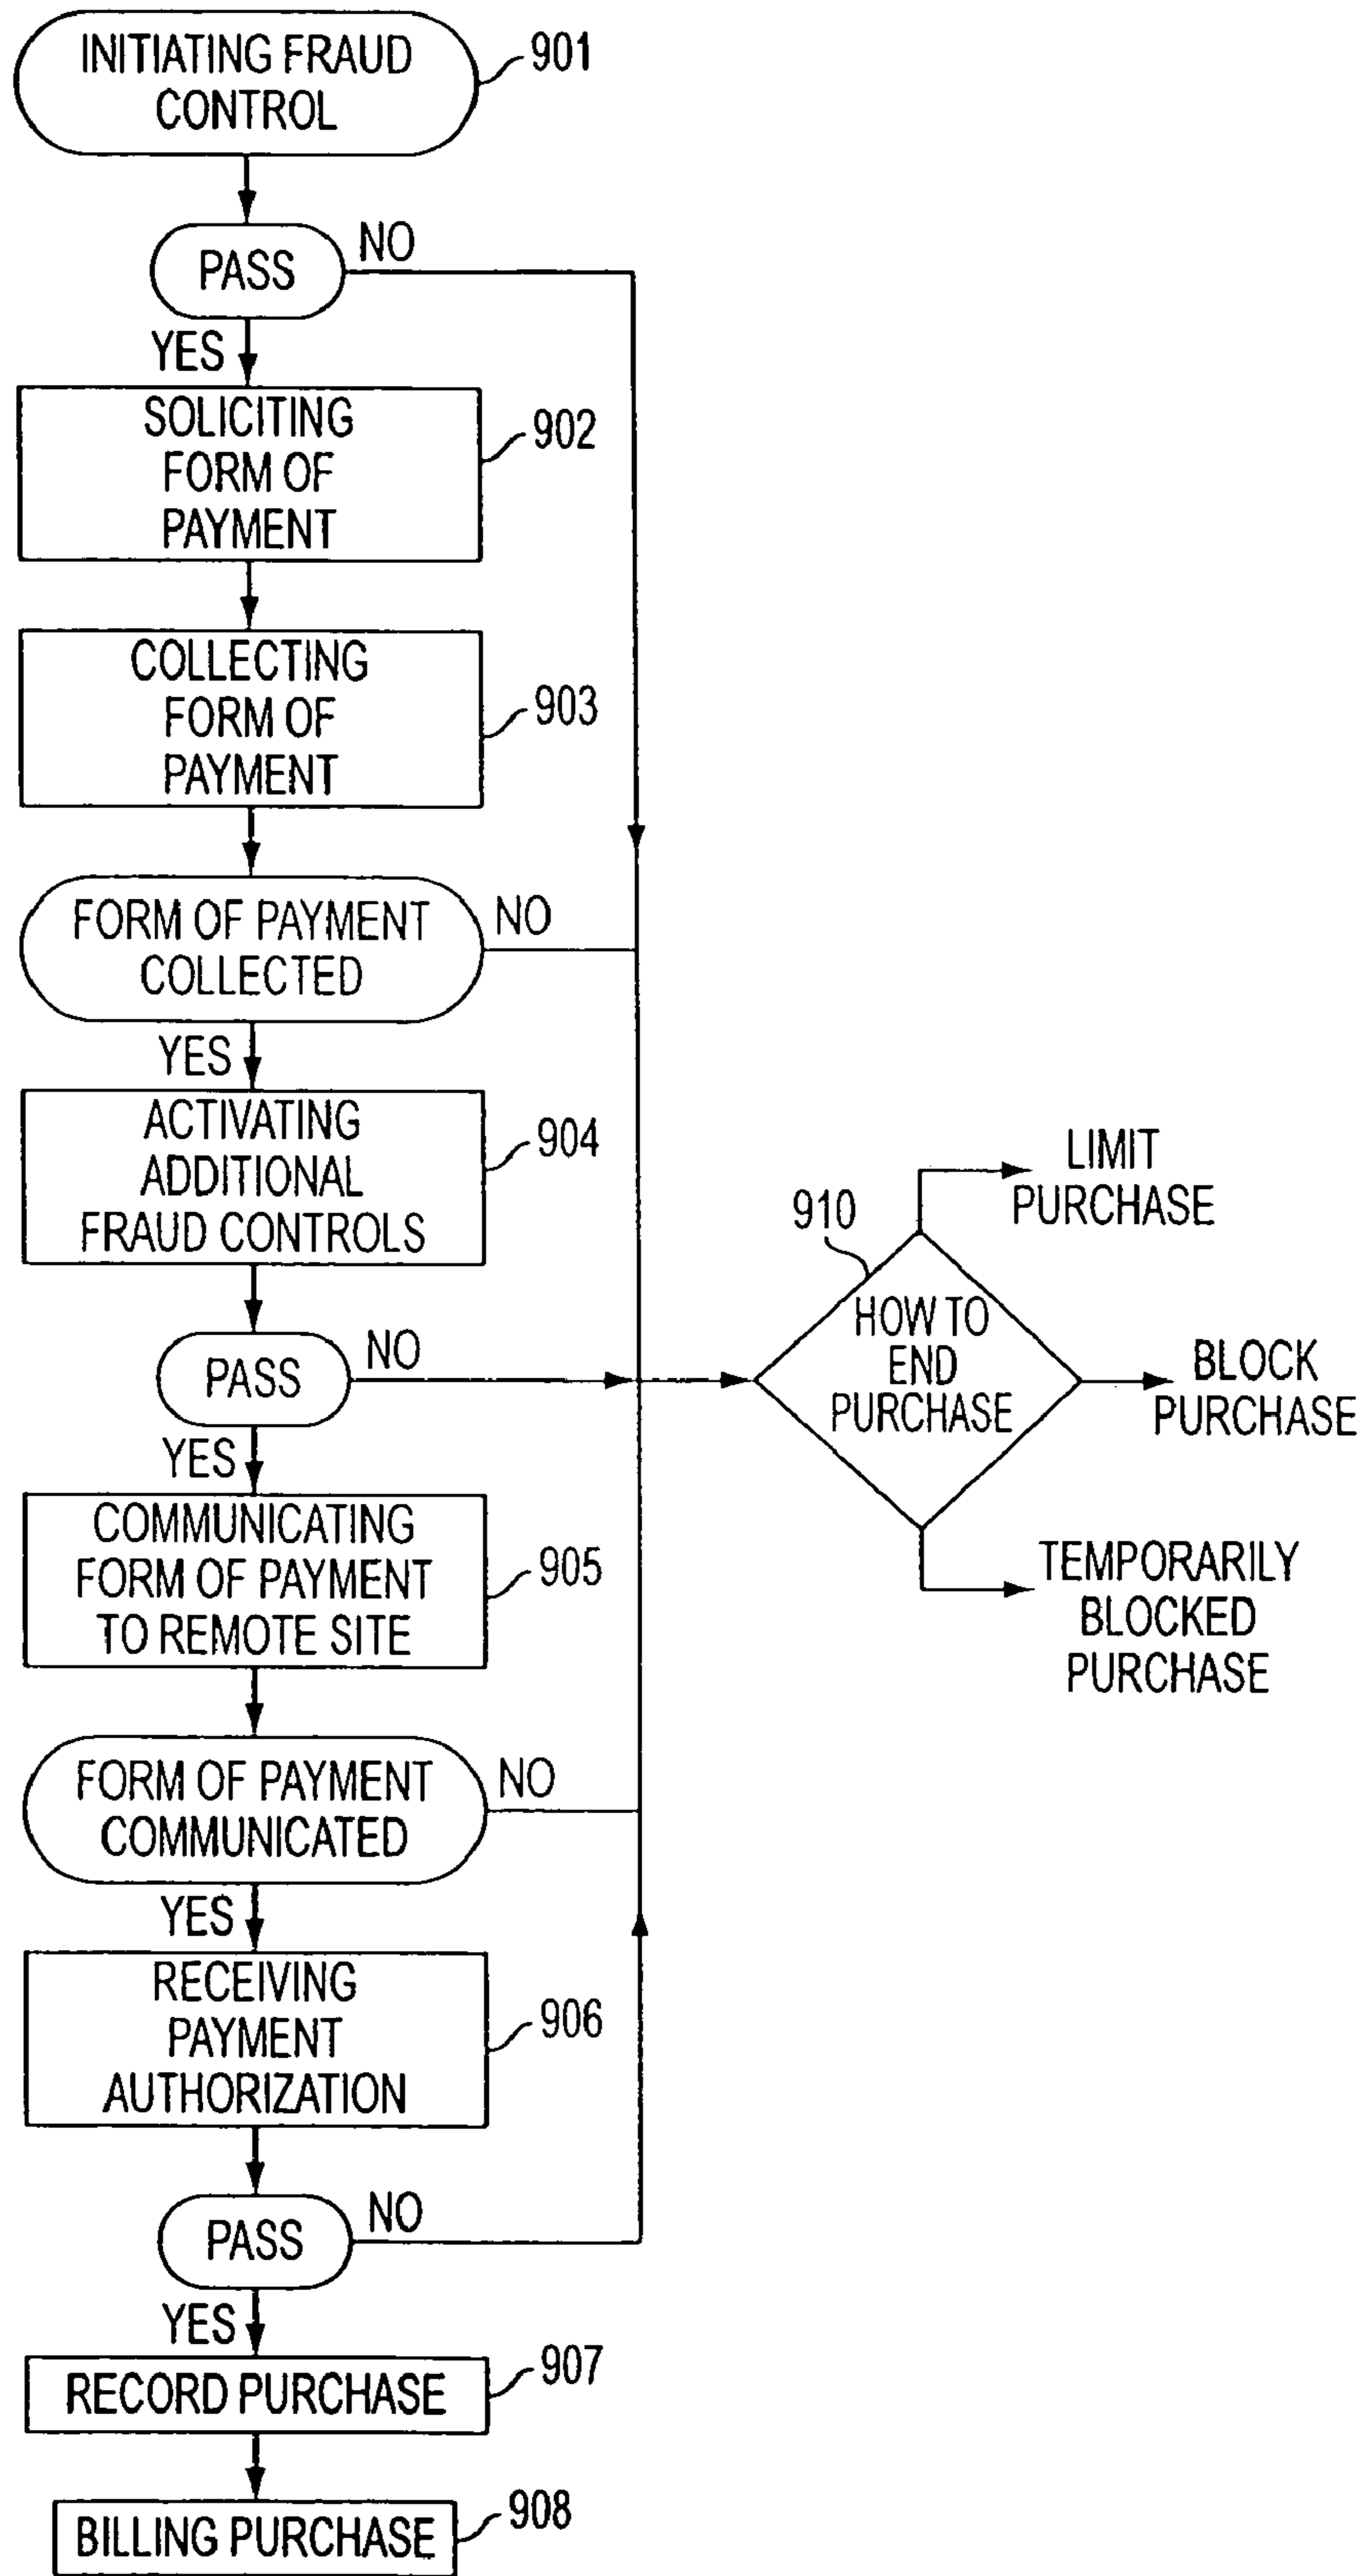 INITIATING FRAUD
CONTROL
901
PASS
NO
YES
SOLICITING
FORM OF
PAYMENT
902
COLLECTING
FORM OF
PAYMENT
903
FORM OF PAYMENT
COLLECTED
NO
YES
ACTIVATING
ADDITIONAL
FRAUD CONTROLS
904
PASS
NO
YES
COMMUNICATING
FORM OF PAYMENT
TO REMOTE SITE
905
FORM OF PAYMENT
COMMUNICATED
NO
YES
RECEIVING
PAYMENT
AUTHORIZATION
906
PASS
NO
YES
RECORD PURCHASE
907
BILLING PURCHASE
908
910
HOW TO
END
PURCHASE
LIMIT
PURCHASE
BLOCK
PURCHASE
TEMPORARILY
BLOCKED
PURCHASE